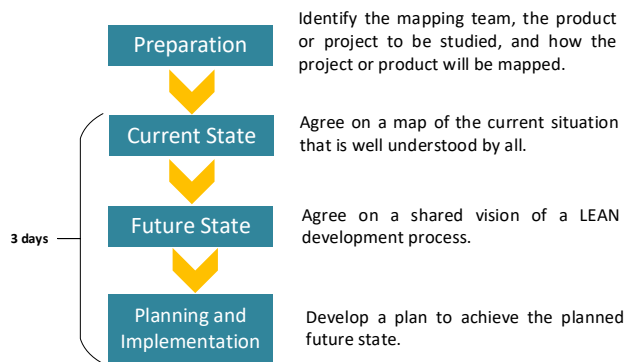 Preparation
Identify the mapping team, the product
or project to be studied, and how the
project or product will be mapped.
Current State
Agree on a map of the current situation
that is well understood by all.
3 days
Future State
Agree on a shared vision of a LEAN
development process.
Planning and
Implementation
Develop a plan to achieve the planned
future state.